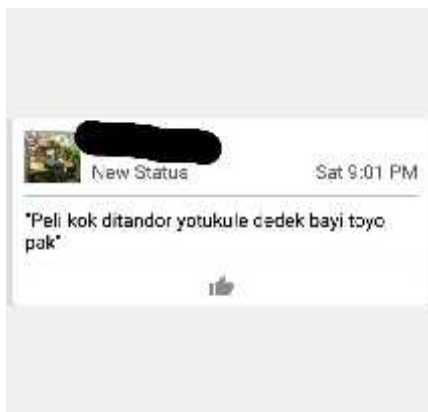 New Status
Sat 9:01 PM
"Peli kok ditandor yotukule dedek bayi toyo
pak"